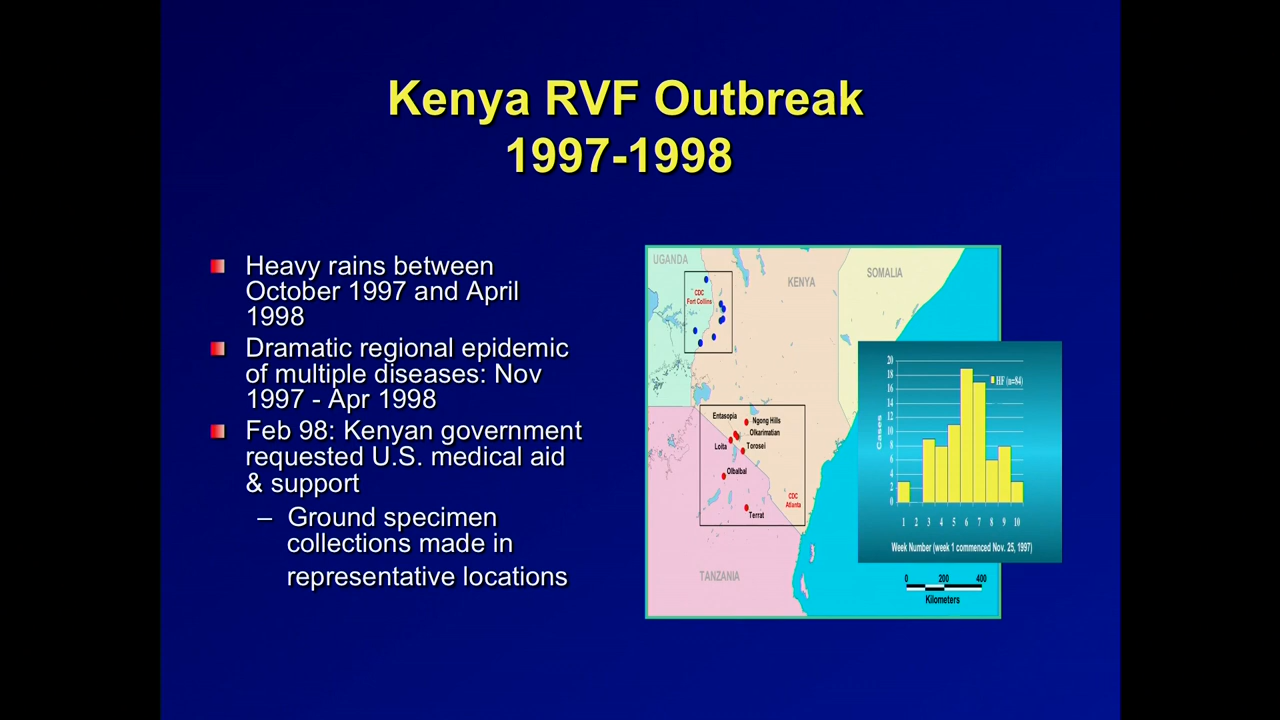 Kenya RVF Outbreak
1997-1998
Heavy rains between
October 1997 and April
1998
Dramatic regional epidemic
of multiple diseases: Nov
1997 - Apr 1998
Feb 98: Kenyan government
requested U.S. medical aid
& support
– Ground specimen
collections made in
representative locations
UGANDA
KENYA
SOMALIA
CDC
Fort Collins
Entasopia
Ngong Hills
Olkarimatian
Loita
Torosei
Olbalbal
CDC
Atlanta
Terrat
TANZANIA
20
18
16
14
12
10
8
6
4
2
0
Cases
HF (n=84)
1 2 3 4 5 6 7 8 9 10
Week Number (week 1 commenced Nov. 25, 1997)
0 200 400
Kilometers